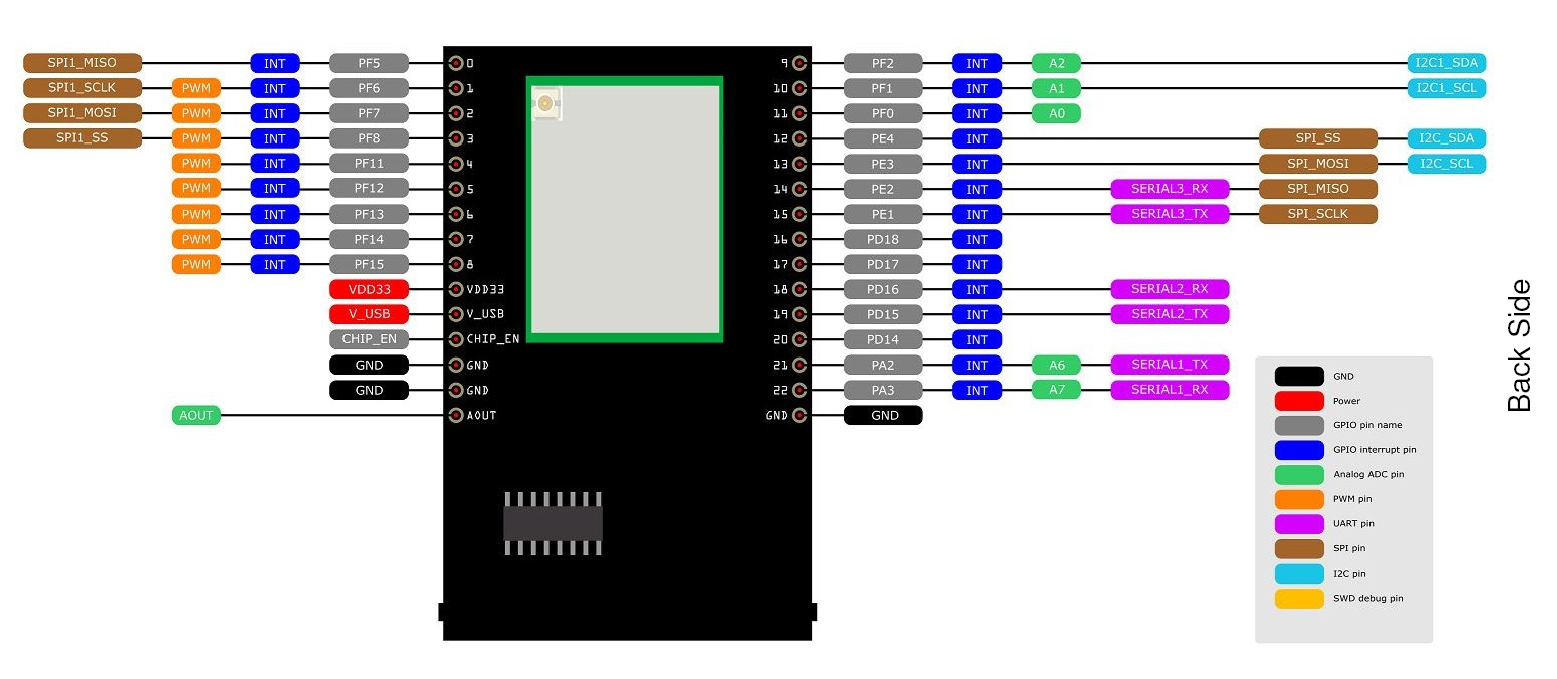 SPI1_MISO INT PF5 0 9 PF2 INT A2 I2C1_SDA
SPI1_SCLK PWM INT PF6 1 10 PF1 INT A1 I2C1_SCL
SPI1_MOSI PWM INT PF7 2 11 PF0 INT A0
SPI1_SS PWM INT PF8 3 12 PE4 INT SPI_SS I2C_SDA
PWM INT PF11 4 13 PE3 INT SPI_MOSI I2C_SCL
PWM INT PF12 5 14 PE2 INT SERIAL3_RX SPI_MISO
PWM INT PF13 6 15 PE1 INT SERIAL3_TX SPI_SCLK
PWM INT PF14 7 16 PD18 INT
PWM INT PF15 8 17 PD17 INT
VDD33 VDD33 18 PD16 INT SERIAL2_RX
V_USB V_USB 19 PD15 INT SERIAL2_TX
CHIP_EN CHIP_EN 20 PD14 INT
GND GND 21 PA2 INT A6 SERIAL1_TX
GND GND 22 PA3 INT A7 SERIAL1_RX
AOUT AOUT GND GND
Back Side
GND
Power
GPIO pin name
GPIO interrupt pin
Analog ADC pin
PWM pin
UART pin
SPI pin
I2C pin
SWD debug pin